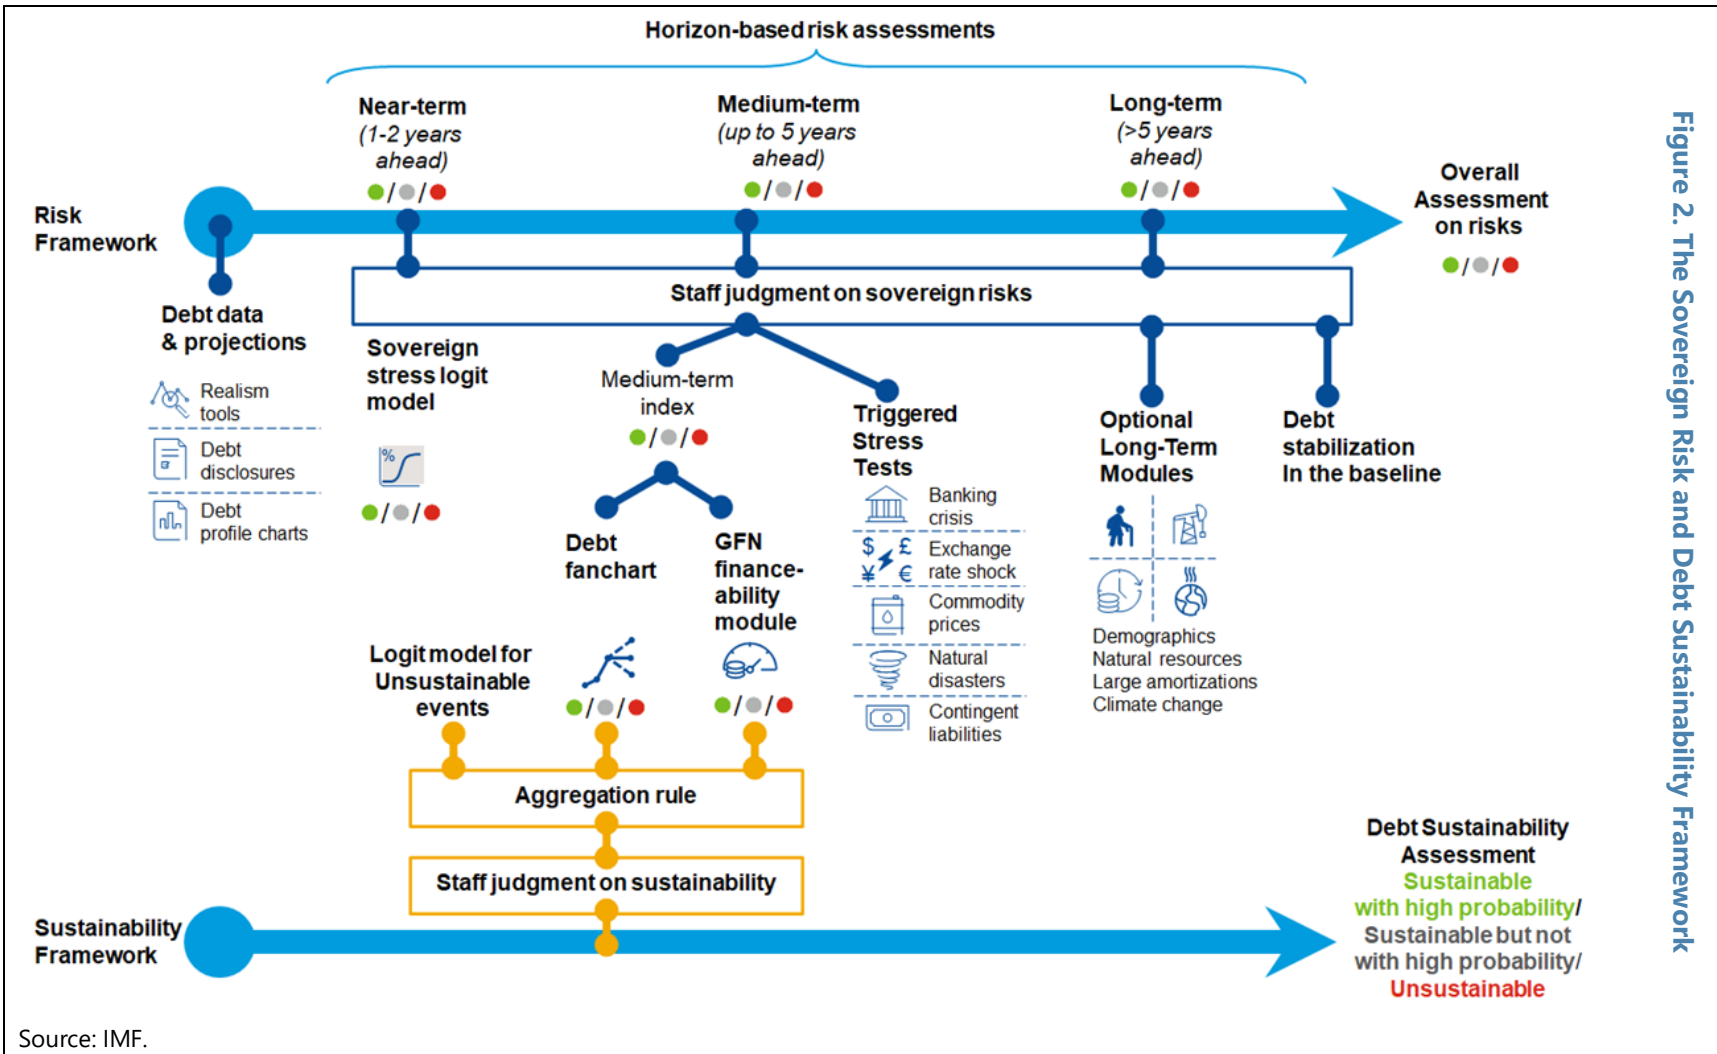 Horizon-based risk assessments
Near-term
(1-2 years
ahead)
Medium-term
(up to 5 years
ahead)
Long-term
(>5 years
ahead)
Risk
Framework
Overall
Assessment
on risks
Staff judgment on sovereign risks
Debt data
& projections
Realism
tools
Debt
disclosures
Debt
profile charts
Sovereign
stress logit
model
%
Medium-term
index
Debt
fanchart
GFN
finance-
ability
module
Triggered
Stress
Tests
Banking
crisis
$ £
¥ €
Exchange
rate shock
Commodity
prices
Natural
disasters
Contingent
liabilities
Optional
Long-Term
Modules
Demographics
Natural resources
Large amortizations
Climate change
Debt
stabilization
In the baseline
Logit model for
Unsustainable
events
Aggregation rule
Staff judgment on sustainability
Sustainability
Framework
Debt Sustainability
Assessment
Sustainable
with high probability/
Sustainable but not
with high probability/
Unsustainable
Figure 2. The Sovereign Risk and Debt Sustainability Framework
Source: IMF.